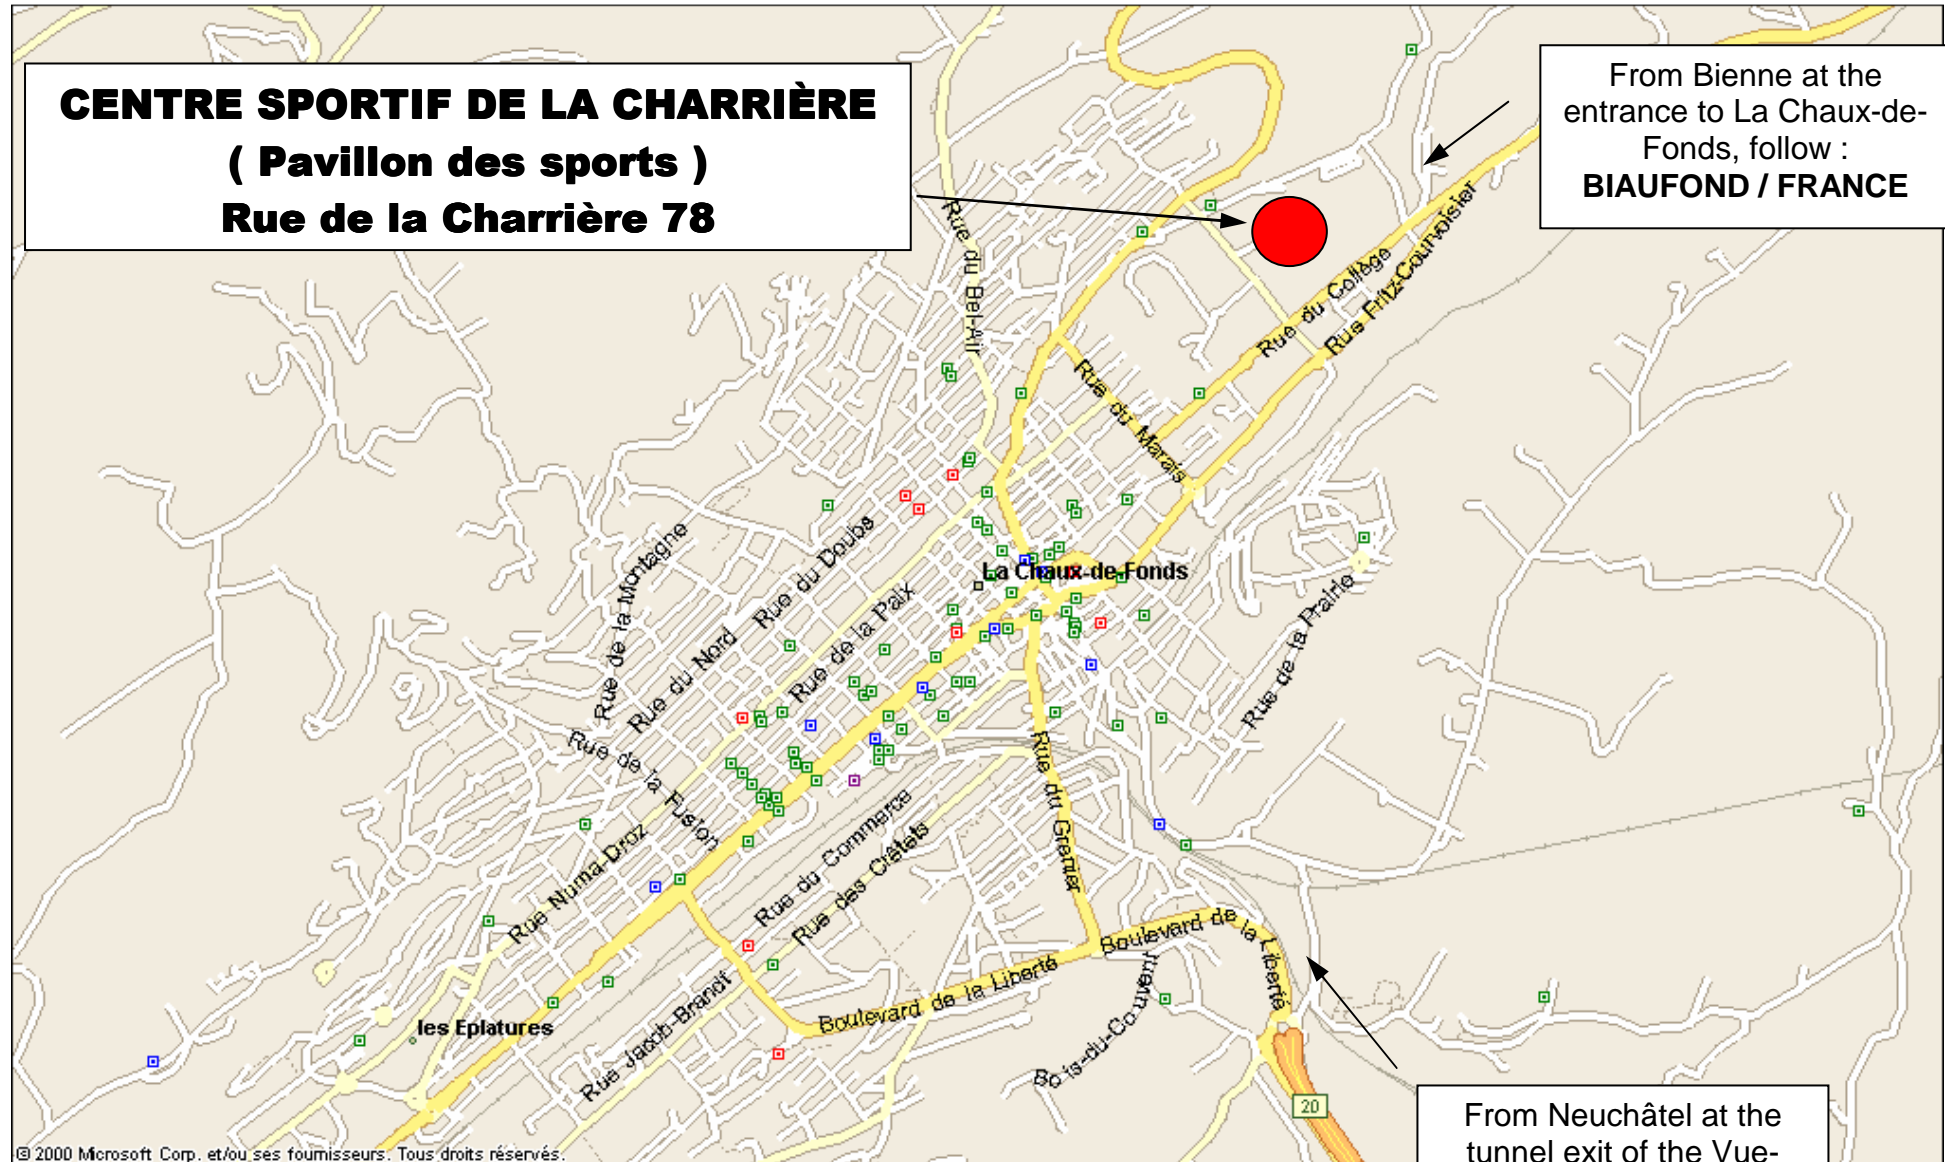 CENTRE SPORTIF DE LA CHARRIÈRE
( Pavillon des sports )
Rue de la Charrière 78
From Bienne at the
entrance to La Chaux-de-
Fonds, follow :
BIAUFOND / FRANCE
Rue du Bel-Air
Rue du Collège
Rue Fritz-Courvoisier
Rue du Marais
La Chaux-de-Fonds
Rue de la Montagne
Rue du Doubs
Rue du Nord
Rue de la Paix
Rue de la Prairie
Rue de la Fusion
Rue Numa-Droz
Rue du Commerce
Rue des Crêtets
Rue du Grenier
Boulevard de la Liberté
Boulevard de la Liberté
Bois-du-Couvent
Rue Jacob-Brandt
les Eplatures
20
From Neuchâtel at the
tunnel exit of the Vue-
© 2000 Microsoft Corp. et/ou ses fournisseurs. Tous droits réservés.